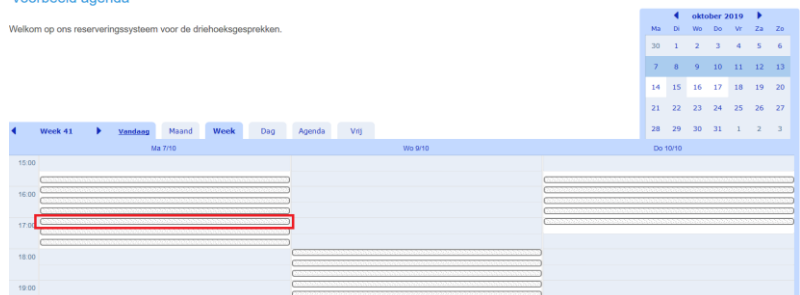 Voorbeeld agenda
Welkom op ons reserveringssysteem voor de driehoeksgesprekken.
oktober 2019
Ma Di Wo Do Vr Za Zo
30 1 2 3 4 5 6
7 8 9 10 11 12 13
14 15 16 17 18 19 20
21 22 23 24 25 26 27
28 29 30 31 1 2 3
Week 41 Vandaag Maand Week Dag Agenda Vrij
Ma 7/10 Wo 9/10 Do 10/10
15:00
16:00
17:00
18:00
19:00